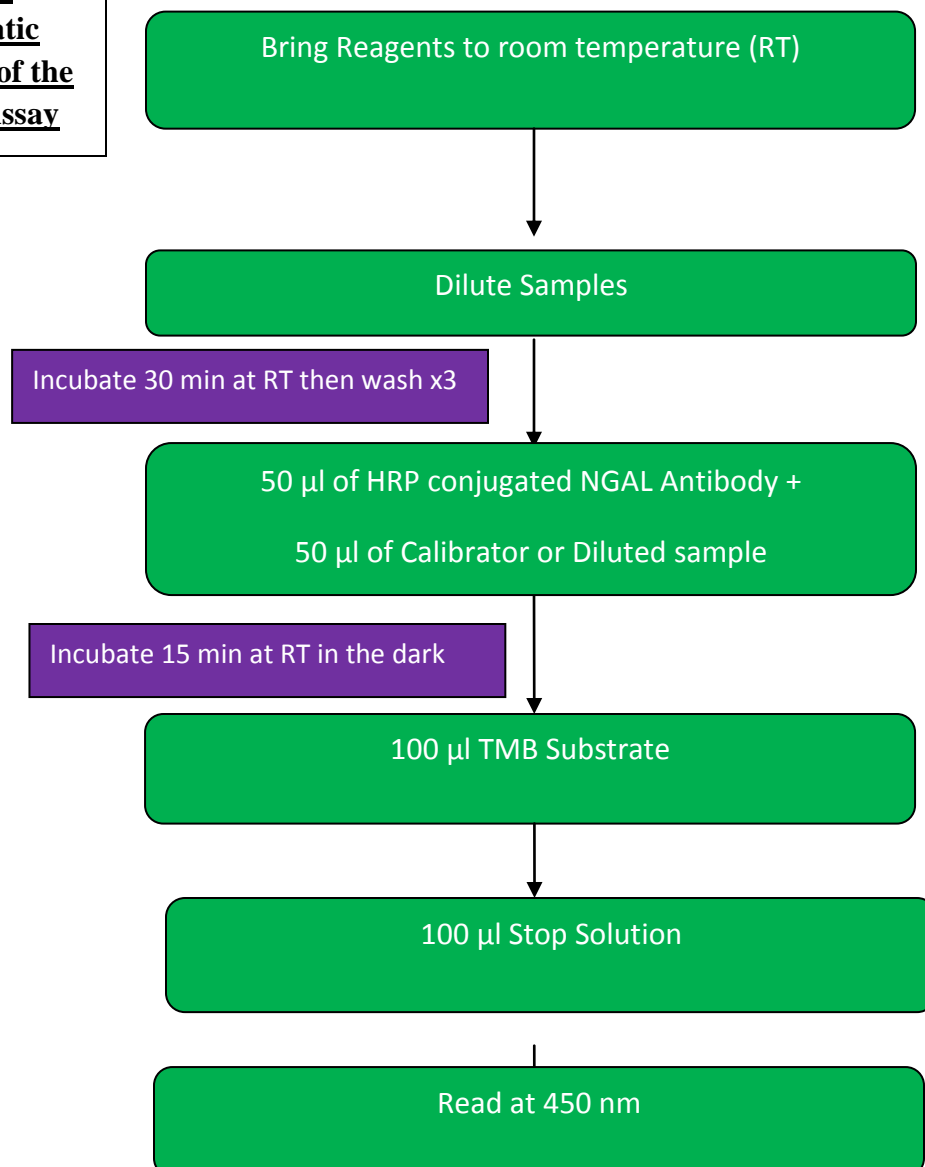 of the
Bring Reagents to room temperature (RT)
Dilute Samples
Incubate 30 min at RT then wash x3
50 µl of HRP conjugated NGAL Antibody +
50 µl of Calibrator or Diluted sample
Incubate 15 min at RT in the dark
100 µl TMB Substrate
100 µl Stop Solution
Read at 450 nm